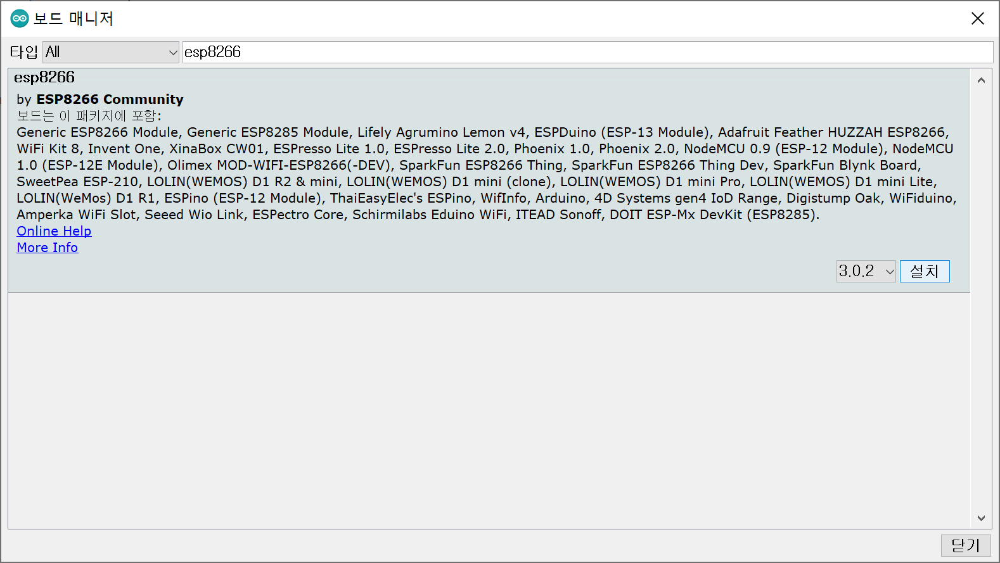 보드 매니저
타입 All esp8266
esp8266
by ESP8266 Community
보드는 이 패키지에 포함:
Generic ESP8266 Module, Generic ESP8285 Module, Lifely Agrumino Lemon v4, ESPDuino (ESP-13 Module), Adafruit Feather HUZZAH ESP8266,
WiFi Kit 8, Invent One, XinaBox CW01, ESPresso Lite 1.0, ESPresso Lite 2.0, Phoenix 1.0, Phoenix 2.0, NodeMCU 0.9 (ESP-12 Module), NodeMCU
1.0 (ESP-12E Module), Olimex MOD-WIFI-ESP8266(-DEV), SparkFun ESP8266 Thing, SparkFun ESP8266 Thing Dev, SparkFun Blynk Board,
SweetPea ESP-210, LOLIN(WEMOS) D1 R2 & mini, LOLIN(WEMOS) D1 mini (clone), LOLIN(WEMOS) D1 mini Pro, LOLIN(WEMOS) D1 mini Lite,
LOLIN(WeMos) D1 R1, ESPino (ESP-12 Module), ThaiEasyElec's ESPino, WifInfo, Arduino, 4D Systems gen4 IoD Range, Digistump Oak, WiFiduino,
Amperka WiFi Slot, Seeed Wio Link, ESPectro Core, Schirmilabs Eduino WiFi, ITEAD Sonoff, DOIT ESP-Mx DevKit (ESP8285).
Online Help
More Info
3.0.2 설치
닫기